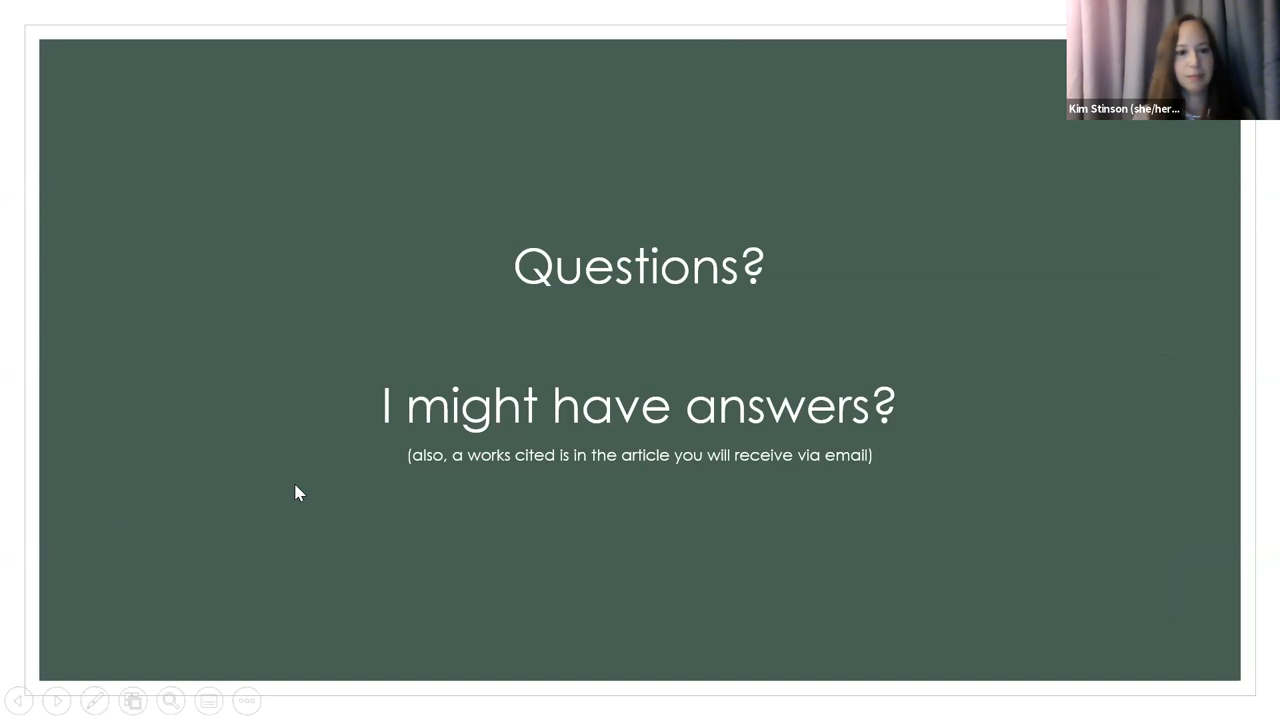 Kim Stinson (she/her...
Questions?
I might have answers?
(also, a works cited is in the article you will receive via email)